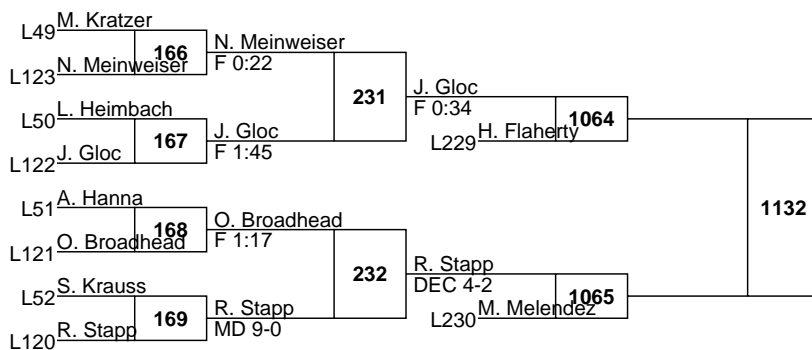 L49 M. Kratzer
166
L123 N. Meinweiser
N. Meinweiser
F 0:22
231
L50 L. Heimbach
167
L122 J. Gloc
J. Gloc
F 1:45
J. Gloc
F 0:34
1064
L229 H. Flaherty
L51 A. Hanna
168
L121 O. Broadhead
O. Broadhead
F 1:17
232
L52 S. Krauss
169
L120 R. Stapp
R. Stapp
MD 9-0
R. Stapp
DEC 4-2
1065
L230 M. Melendez
1132